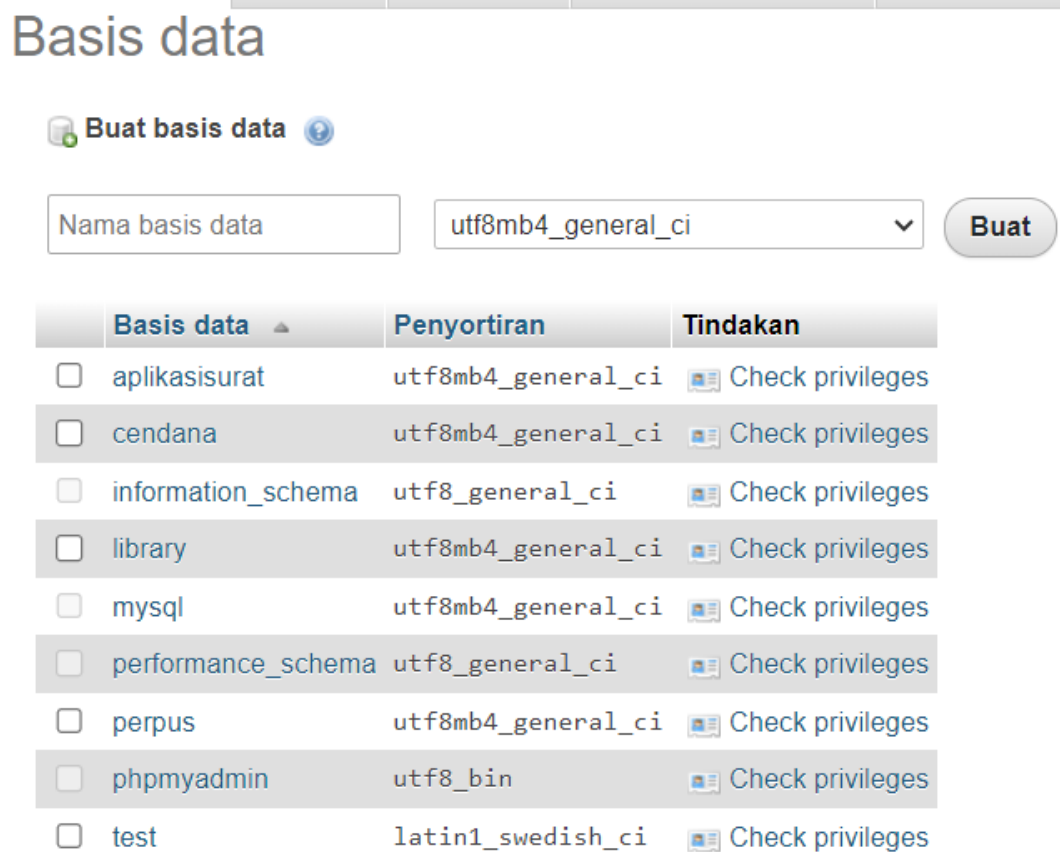 Basis data
Buat basis data
Nama basis data utf8mb4_general_ci Buat
Basis data Penyortiran Tindakan
aplikasisurat utf8mb4_general_ci Check privileges
cendana utf8mb4_general_ci Check privileges
information_schema utf8_general_ci Check privileges
library utf8mb4_general_ci Check privileges
mysql utf8mb4_general_ci Check privileges
performance_schema utf8_general_ci Check privileges
perpus utf8mb4_general_ci Check privileges
phpmyadmin utf8_bin Check privileges
test latin1_swedish_ci Check privileges